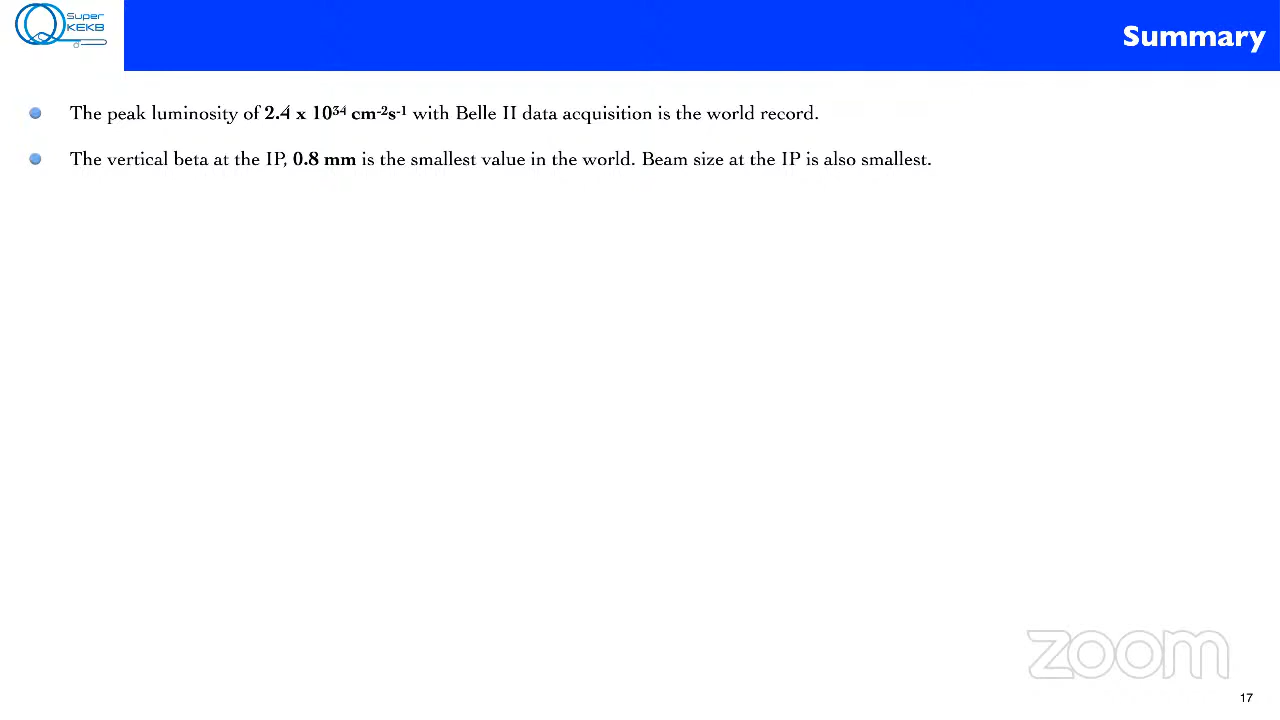 Super
KEKB
Summary
The peak luminosity of 2.4 x 10³⁴ cm⁻²s⁻¹ with Belle II data acquisition is the world record.
The vertical beta at the IP, 0.8 mm is the smallest value in the world. Beam size at the IP is also smallest.
zoom
17